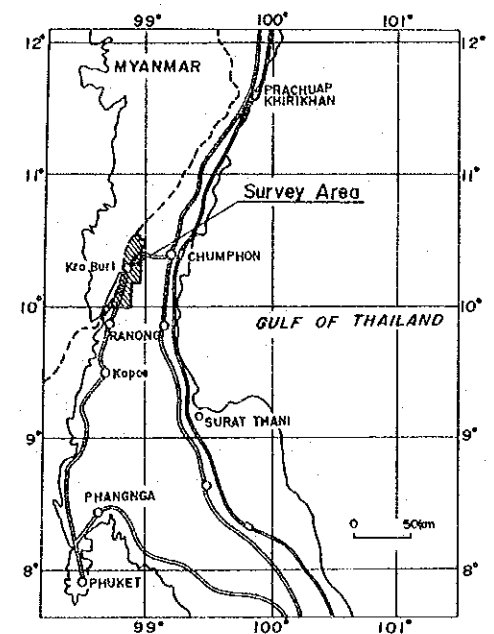 99° 100° 101°
12° 12°
MYANMAR
PRACHUAP
KHIRIKHAN
11° 11°
Survey Area
Kra Buri
CHUMPHON
10° 10°
GULF OF THAILAND
RANONG
Kapoe
SURAT THANI
9° 9°
PHANGNGA
0 50km
8° 8°
PHUKET
99° 100° 101°